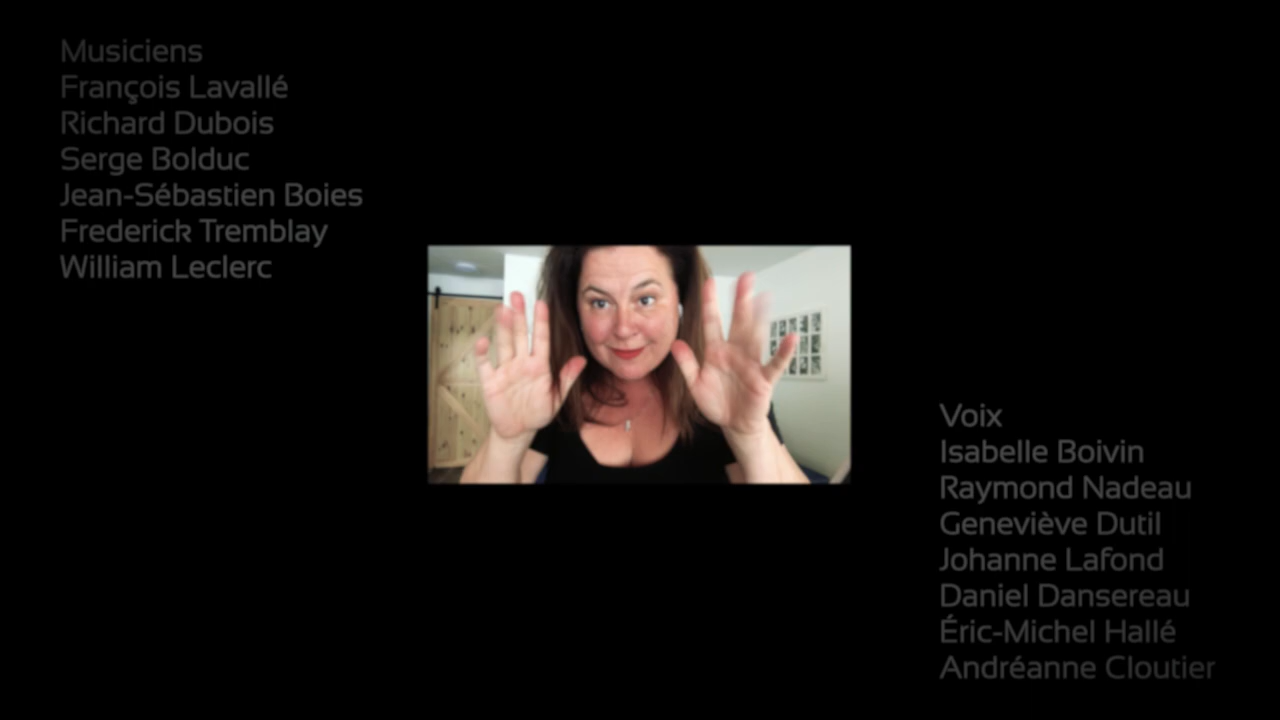 Musiciens
François Lavallé
Richard Dubois
Serge Bolduc
Jean-Sébastien Boies
Frederick Tremblay
William Leclerc
Voix
Isabelle Boivin
Raymond Nadeau
Geneviève Dutil
Johanne Lafond
Daniel Dansereau
Éric-Michel Hallé
Andréanne Cloutier